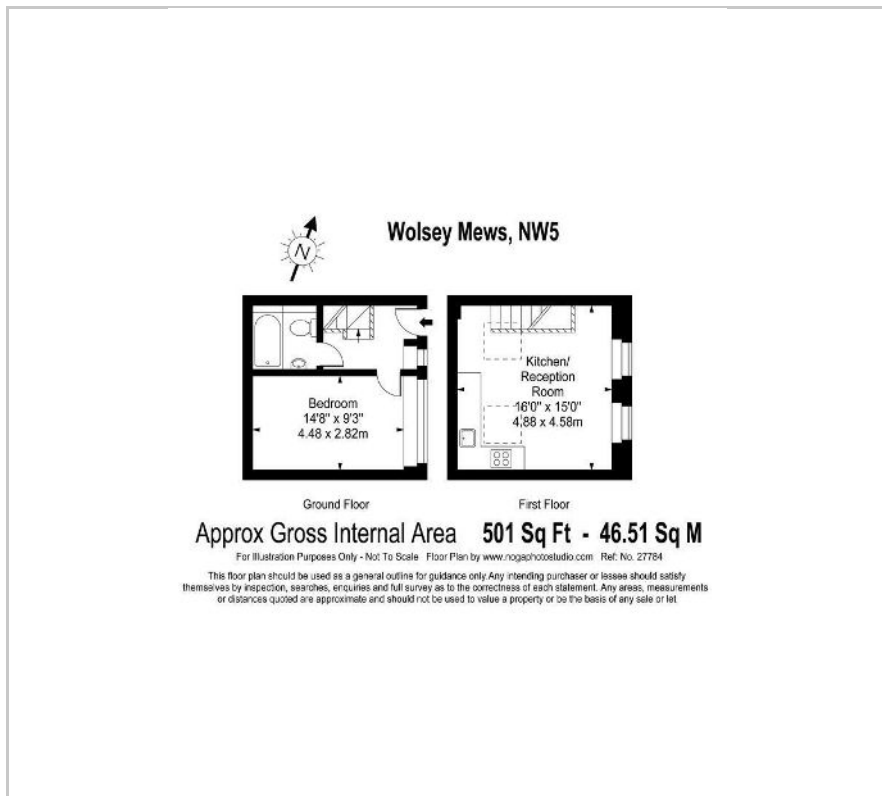 Wolsey Mews, NW5
N
Bedroom
14'8" x 9'3"
4.48 x 2.82m
Kitchen/
Reception
Room
16'0" x 15'0"
4.88 x 4.58m
Ground Floor
First Floor
Approx Gross Internal Area 501 Sq Ft - 46.51 Sq M
For Illustration Purposes Only - Not To Scale Floor Plan by www.nogaphotostudio.com Ref: No. 27784
This floor plan should be used as a general outline for guidance only. Any intending purchaser or lessee should satisfy
themselves by inspection, searches, enquiries and full survey as to the correctness of each statement. Any areas, measurements
or distances quoted are approximate and should not be used to value a property or be the basis of any sale or let